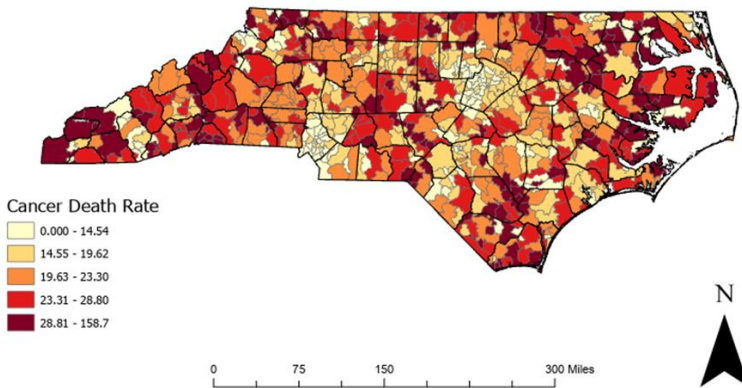 Cancer Death Rate
0.000 - 14.54
14.55 - 19.62
19.63 - 23.30
23.31 - 28.80
28.81 - 158.7
N
0 75 150 300 Miles